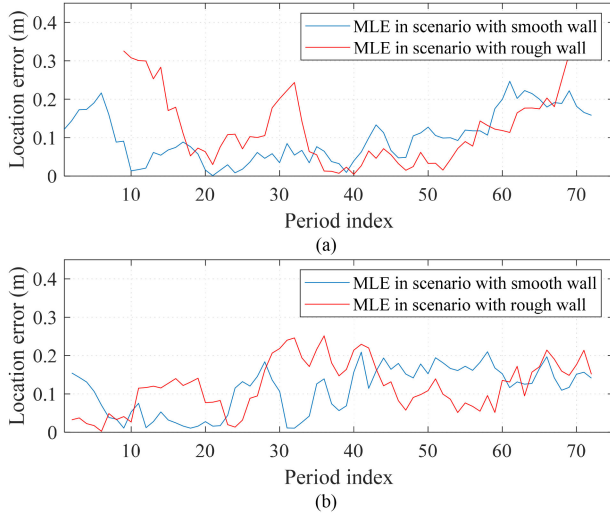 0.4
MLE in scenario with smooth wall
MLE in scenario with rough wall
0.3
0.2
0.1
0
Location error (m)
10 20 30 40 50 60 70
Period index
(a)
0.4
MLE in scenario with smooth wall
MLE in scenario with rough wall
0.3
0.2
0.1
0
Location error (m)
10 20 30 40 50 60 70
Period index
(b)